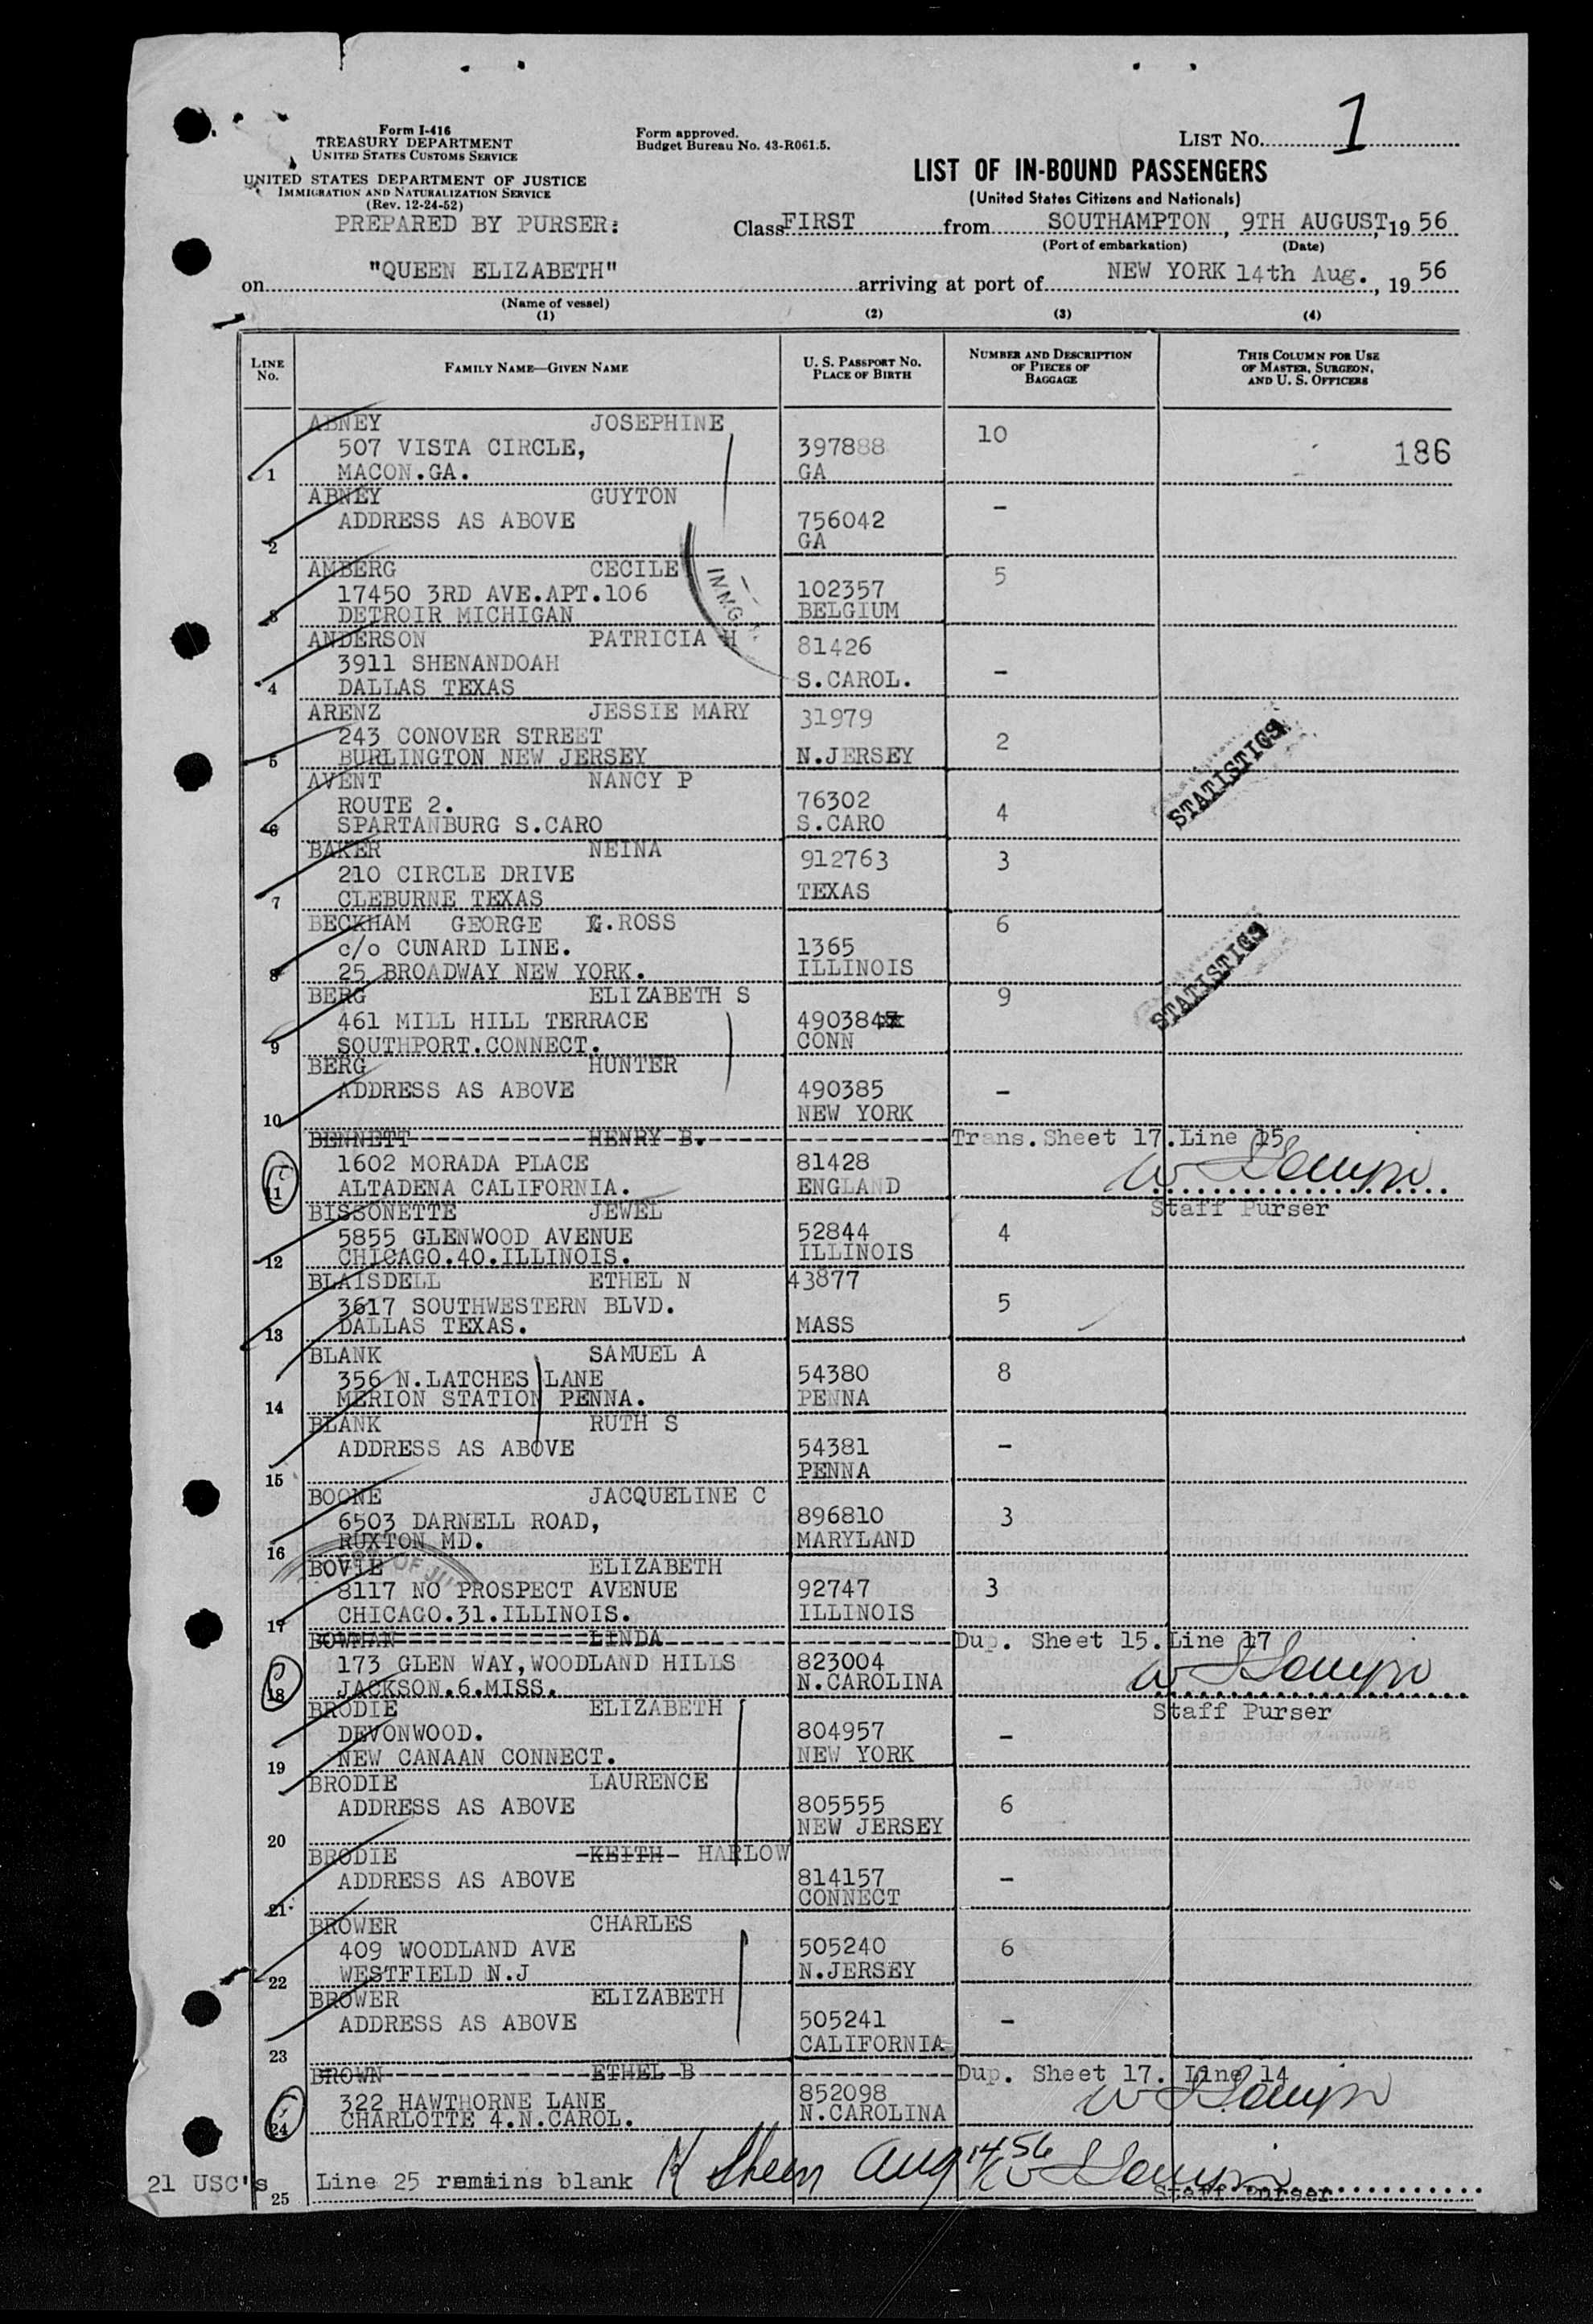 Form I-416
TREASURY DEPARTMENT
UNITED STATES CUSTOMS SERVICE
UNITED STATES DEPARTMENT OF JUSTICE
IMMIGRATION AND NATURALIZATION SERVICE
(Rev. 12-24-52)
Form approved.
Budget Bureau No. 43-R061.5.
LIST No. 1
LIST OF IN-BOUND PASSENGERS
(United States Citizens and Nationals)
PREPARED BY PURSER:
Class FIRST from SOUTHAMPTON, 9TH AUGUST, 1956
(Port of embarkation) (Date)
on "QUEEN ELIZABETH" arriving at port of NEW YORK 14th Aug., 1956
(Name of vessel)
(1) (2) (3) (4)
LINE No. FAMILY NAME—GIVEN NAME U. S. PASSPORT No. PLACE OF BIRTH NUMBER AND DESCRIPTION OF PIECES OF BAGGAGE THIS COLUMN FOR USE OF MASTER, SURGEON, AND U. S. OFFICERS
ABNEY JOSEPHINE 10
507 VISTA CIRCLE, 397888 186
1 MACON.GA. GA
ABNEY GUYTON -
ADDRESS AS ABOVE 756042
2 GA
AMBERG CECILE 5
17450 3RD AVE.APT.106 102357
3 DETROIR MICHIGAN BELGIUM
IMMG
ANDERSON PATRICIA H 81426
3911 SHENANDOAH
4 DALLAS TEXAS S.CAROL. -
ARENZ JESSIE MARY 31979
243 CONOVER STREET 2
5 BURLINGTON NEW JERSEY N.JERSEY
STATISTICS
AVENT NANCY P
ROUTE 2. 76302 4
6 SPARTANBURG S.CARO S.CARO
BAKER NEINA 912763 3
210 CIRCLE DRIVE
7 CLEBURNE TEXAS TEXAS
BECKHAM GEORGE G.ROSS 6
c/o CUNARD LINE. 1365
8 25 BROADWAY NEW YORK. ILLINOIS
STATISTICS
BERG ELIZABETH S 9
461 MILL HILL TERRACE 490384
9 SOUTHPORT.CONNECT. CONN
BERG HUNTER
ADDRESS AS ABOVE 490385 -
10 NEW YORK
BENNETT HENRY B. Trans.Sheet 17.Line 15
1602 MORADA PLACE 81428
11 ALTADENA CALIFORNIA. ENGLAND
Staff Purser
BISSONETTE JEWEL
5855 GLENWOOD AVENUE 52844 4
12 CHICAGO.40.ILLINOIS. ILLINOIS
BLAISDELL ETHEL N 43877
3617 SOUTHWESTERN BLVD. 5
13 DALLAS TEXAS. MASS
BLANK SAMUEL A
356 N.LATCHES LANE 54380 8
14 MERION STATION PENNA. PENNA
BLANK RUTH S
ADDRESS AS ABOVE 54381 -
15 PENNA
BOONE JACQUELINE C
6503 DARNELL ROAD, 896810 3
16 RUXTON MD. MARYLAND
BOVIE ELIZABETH
8117 NO PROSPECT AVENUE 92747 3
17 CHICAGO.31.ILLINOIS. ILLINOIS
BOWMAN LINDA Dup. Sheet 15.Line 17
173 GLEN WAY,WOODLAND HILLS 823004
18 JACKSON.6.MISS. N.CAROLINA
Staff Purser
BRODIE ELIZABETH
DEVONWOOD. 804957 -
19 NEW CANAAN CONNECT. NEW YORK
BRODIE LAURENCE
ADDRESS AS ABOVE 805555 6
20 NEW JERSEY
BRODIE -KEITH- HARLOW
ADDRESS AS ABOVE 814157 -
21 CONNECT
BROWER CHARLES
409 WOODLAND AVE 505240 6
22 WESTFIELD N.J N.JERSEY
BROWER ELIZABETH
ADDRESS AS ABOVE 505241 -
23 CALIFORNIA
BROWN ETHEL B Dup. Sheet 17. Line 14
322 HAWTHORNE LANE 852098
24 CHARLOTTE 4.N.CAROL. N.CAROLINA
Aug 14 56
21 USC's Line 25 remains blank
25 Staff Purser